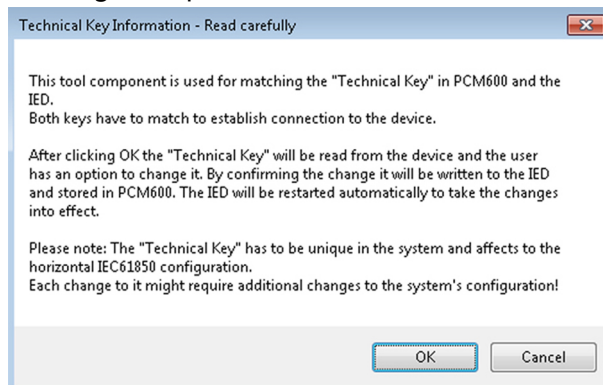 Technical Key Information - Read carefully
This tool component is used for matching the "Technical Key" in PCM600 and the
IED.
Both keys have to match to establish connection to the device.
After clicking OK the "Technical Key" will be read from the device and the user
has an option to change it. By confirming the change it will be written to the IED
and stored in PCM600. The IED will be restarted automatically to take the changes
into effect.
Please note: The "Technical Key" has to be unique in the system and affects to the
horizontal IEC61850 configuration.
Each change to it might require additional changes to the system's configuration!
OK
Cancel